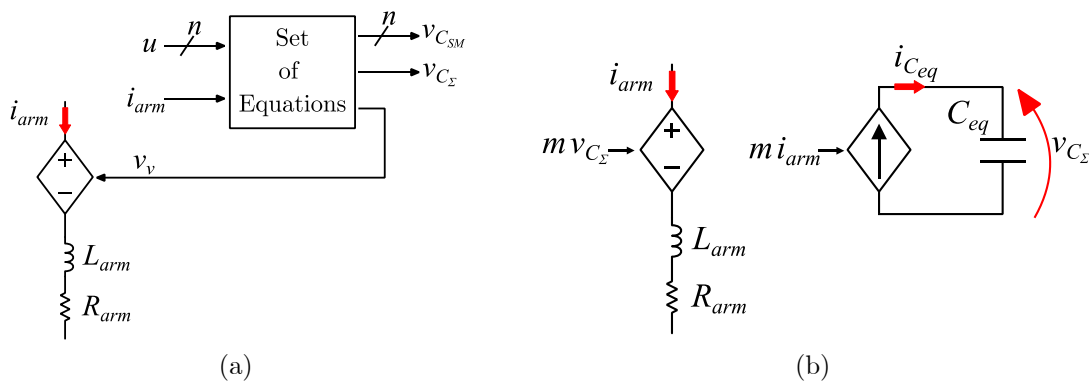 u
n
Set
of
Equations
n
v_{C_{SM}}
v_{C_Σ}
i_{arm}
i_{arm}
+
−
v_v
L_{arm}
R_{arm}
(a)
i_{arm}
m v_{C_Σ}
+
−
L_{arm}
R_{arm}
i_{C_{eq}}
C_{eq}
m i_{arm}
v_{C_Σ}
(b)